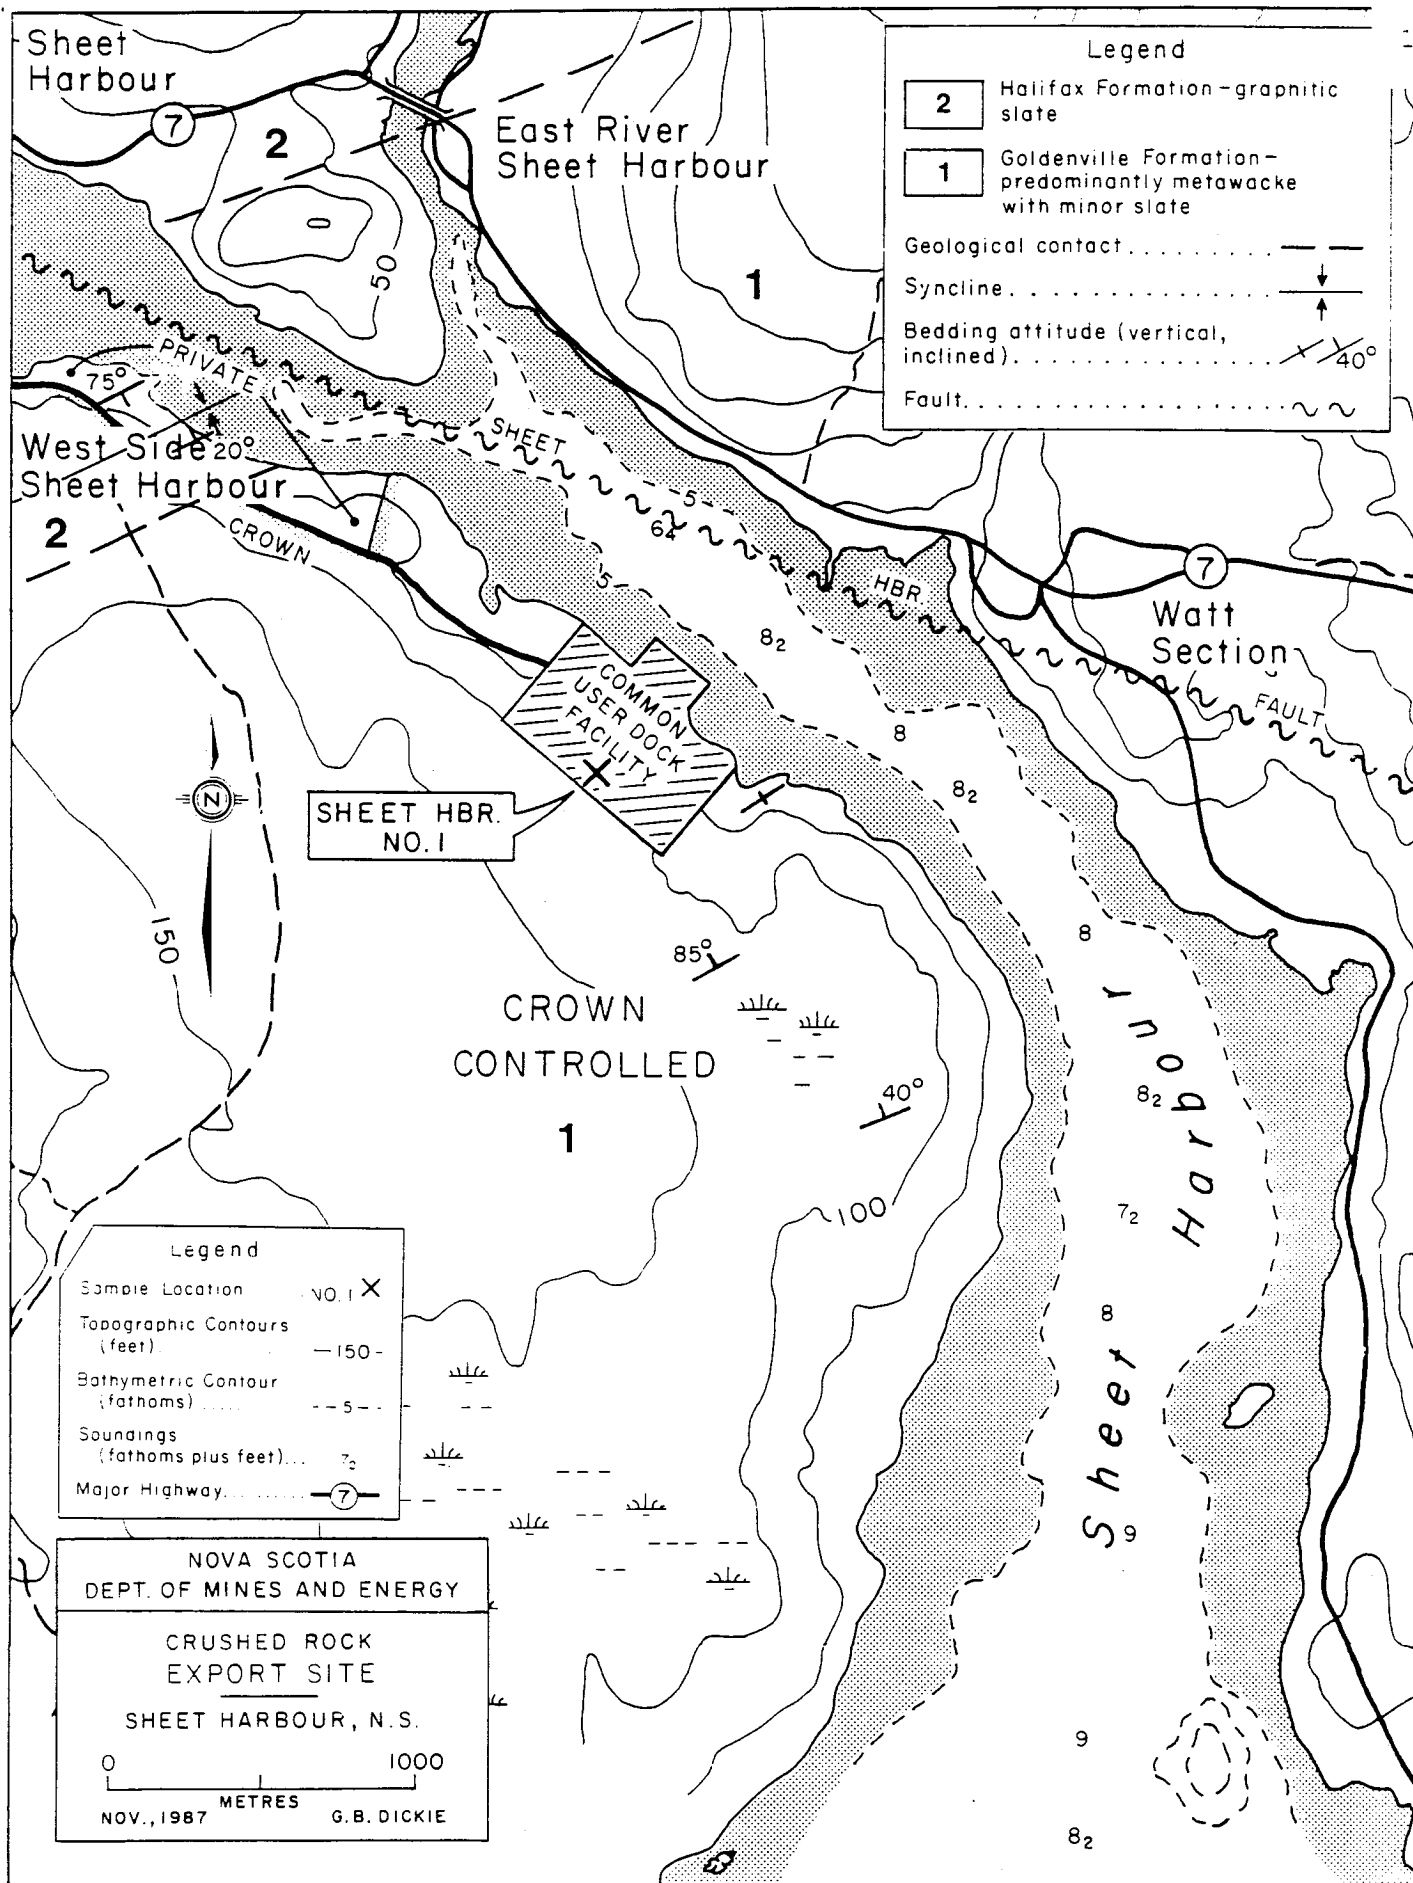 Sheet
Harbour
7
2
East River
Sheet Harbour
Legend
2 Halifax Formation-graphitic
slate
1 Goldenville Formation-
predominantly metawacke
with minor slate
Geological contact..........
Syncline................
Bedding attitude (vertical,
inclined).................. 40°
Fault......................
50
1
PRIVATE
75°
20°
West Side
Sheet Harbour
2
CROWN
SHEET
5
64
5
HBR.
7
Watt
Section
FAULT
8₂
8
8₂
COMMON
USER DOCK
FACILITY
SHEET HBR.
NO. 1
N
150
85°
8
CROWN
CONTROLLED
1
40°
8₂
7₂
100
8
Sheet Harbour
9
9
8₂
Legend
Sample Location NO. 1 X
Topographic Contours
(feet) —150-
Bathymetric Contour
(fathoms)..... --5--
Soundings
(fathoms plus feet)... 7₂
Major Highway......... 7
NOVA SCOTIA
DEPT. OF MINES AND ENERGY
CRUSHED ROCK
EXPORT SITE
SHEET HARBOUR, N.S.
0 1000
METRES
NOV., 1987 G.B. DICKIE